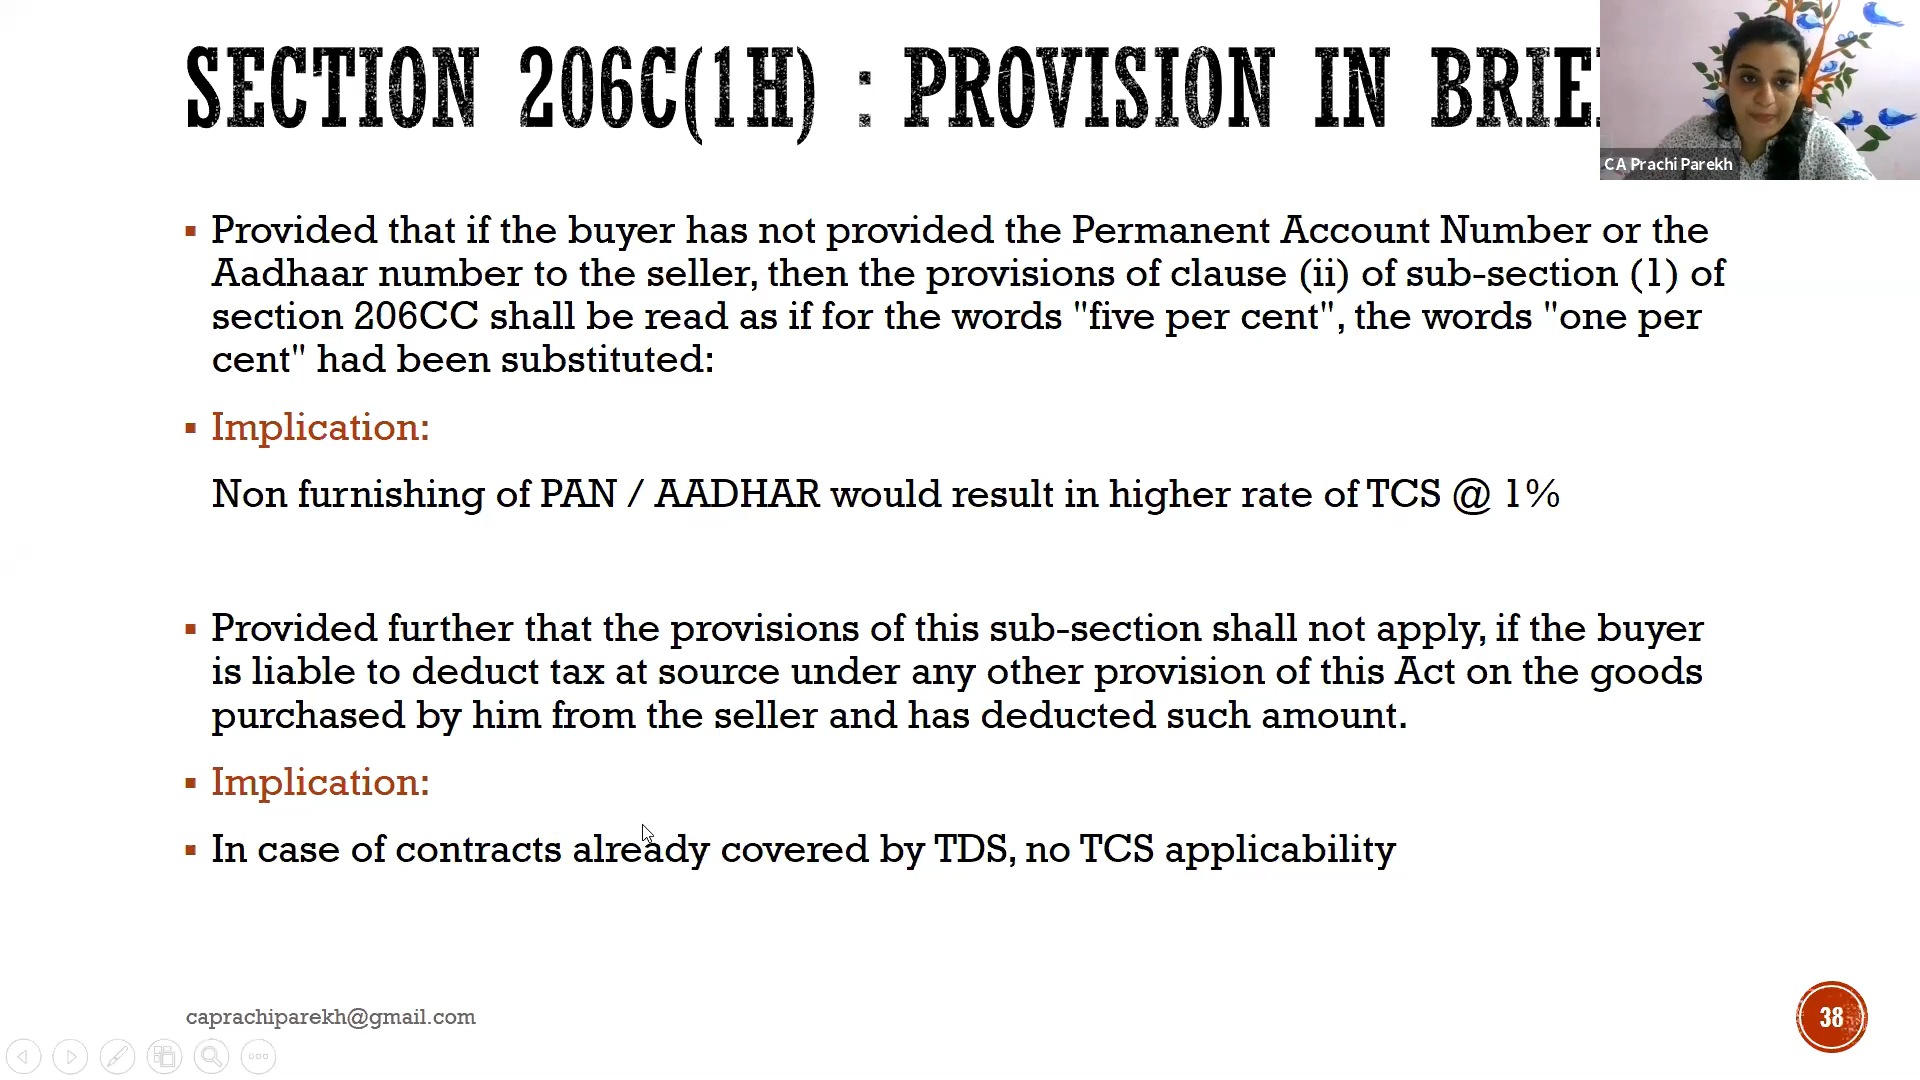 SECTION 206C(1H) : PROVISION IN BRIE
CA Prachi Parekh
▪ Provided that if the buyer has not provided the Permanent Account Number or the
Aadhaar number to the seller, then the provisions of clause (ii) of sub-section (1) of
section 206CC shall be read as if for the words "five per cent", the words "one per
cent" had been substituted:
▪ Implication:
Non furnishing of PAN / AADHAR would result in higher rate of TCS @ 1%
▪ Provided further that the provisions of this sub-section shall not apply, if the buyer
is liable to deduct tax at source under any other provision of this Act on the goods
purchased by him from the seller and has deducted such amount.
▪ Implication:
▪ In case of contracts already covered by TDS, no TCS applicability
caprachiparekh@gmail.com
38